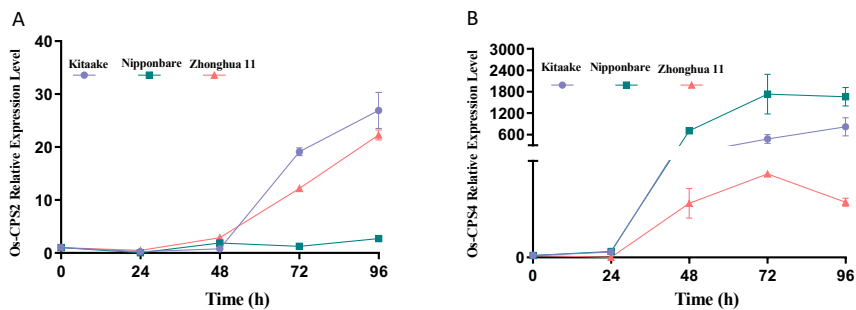 A
Os-CPS2 Relative Expression Level
40
30
20
10
0
Kitaake Nipponbare Zhonghua 11
0 24 48 72 96
Time (h)
B
Os-CPS4 Relative Expression Level
3000
2400
1800
1200
600
0
Kitaake Nipponbare Zhonghua 11
0 24 48 72 96
Time (h)